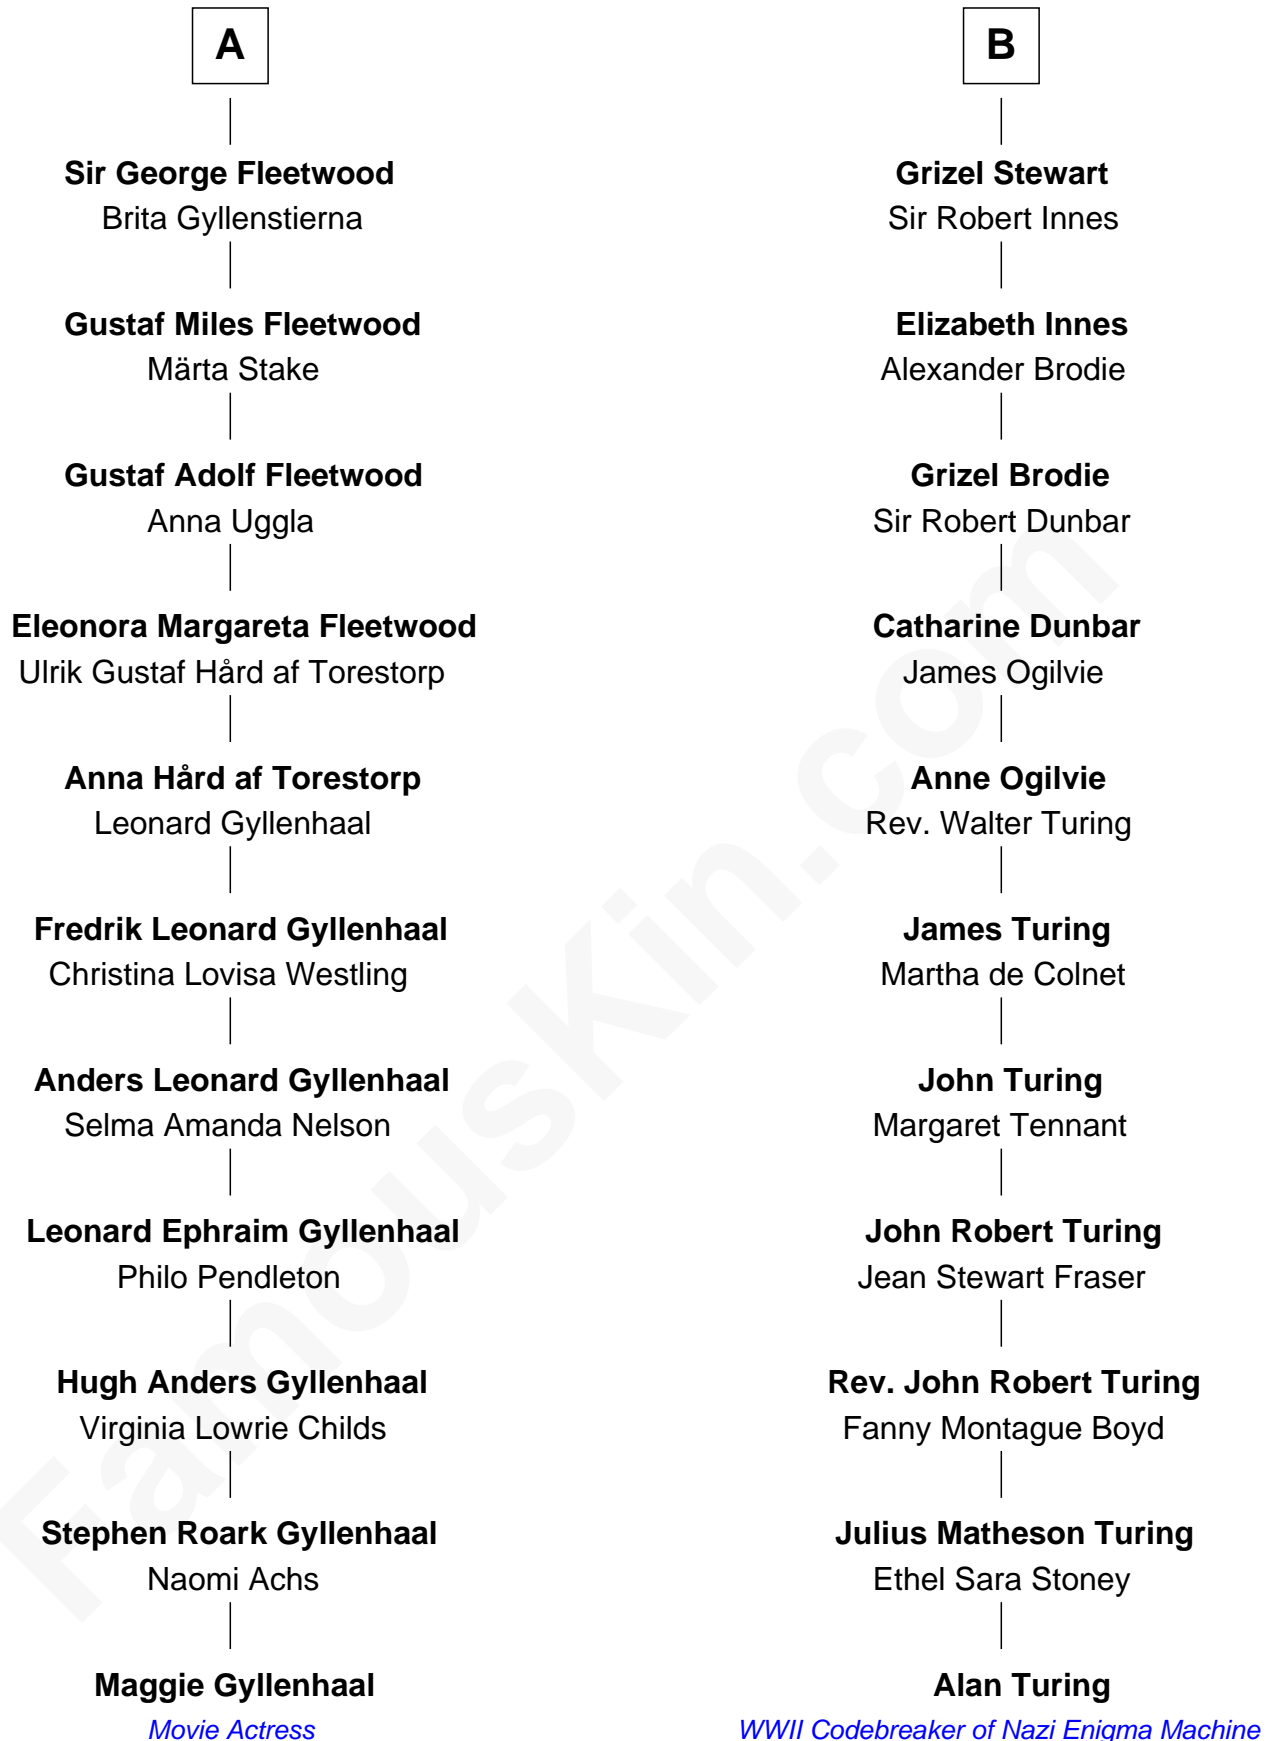 A
Sir George Fleetwood
Brita Gyllenstierna
Gustaf Miles Fleetwood
Märta Stake
Gustaf Adolf Fleetwood
Anna Uggla
Eleonora Margareta Fleetwood
Ulrik Gustaf Hård af Torestorp
Anna Hård af Torestorp
Leonard Gyllenhaal
Fredrik Leonard Gyllenhaal
Christina Lovisa Westling
Anders Leonard Gyllenhaal
Selma Amanda Nelson
Leonard Ephraim Gyllenhaal
Philo Pendleton
Hugh Anders Gyllenhaal
Virginia Lowrie Childs
Stephen Roark Gyllenhaal
Naomi Achs
Maggie Gyllenhaal
Movie Actress
B
Grizel Stewart
Sir Robert Innes
Elizabeth Innes
Alexander Brodie
Grizel Brodie
Sir Robert Dunbar
Catharine Dunbar
James Ogilvie
Anne Ogilvie
Rev. Walter Turing
James Turing
Martha de Colnet
John Turing
Margaret Tennant
John Robert Turing
Jean Stewart Fraser
Rev. John Robert Turing
Fanny Montague Boyd
Julius Matheson Turing
Ethel Sara Stoney
Alan Turing
WWII Codebreaker of Nazi Enigma Machine
FamousKin.com